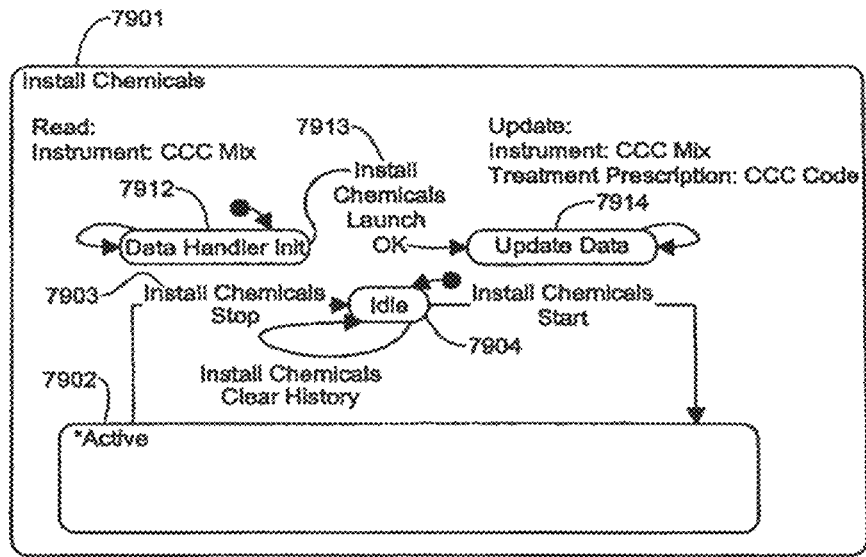 7901
Install Chemicals
Read:
Instrument: CCC Mix
7913
Update:
Instrument: CCC Mix
Treatment Prescription: CCC Code
7912
Install
Chemicals
Launch
OK
7914
Data Handler Init
Update Data
7903
Install Chemicals
Stop
Idle
Install Chemicals
Start
7904
Install Chemicals
Clear History
7902
*Active